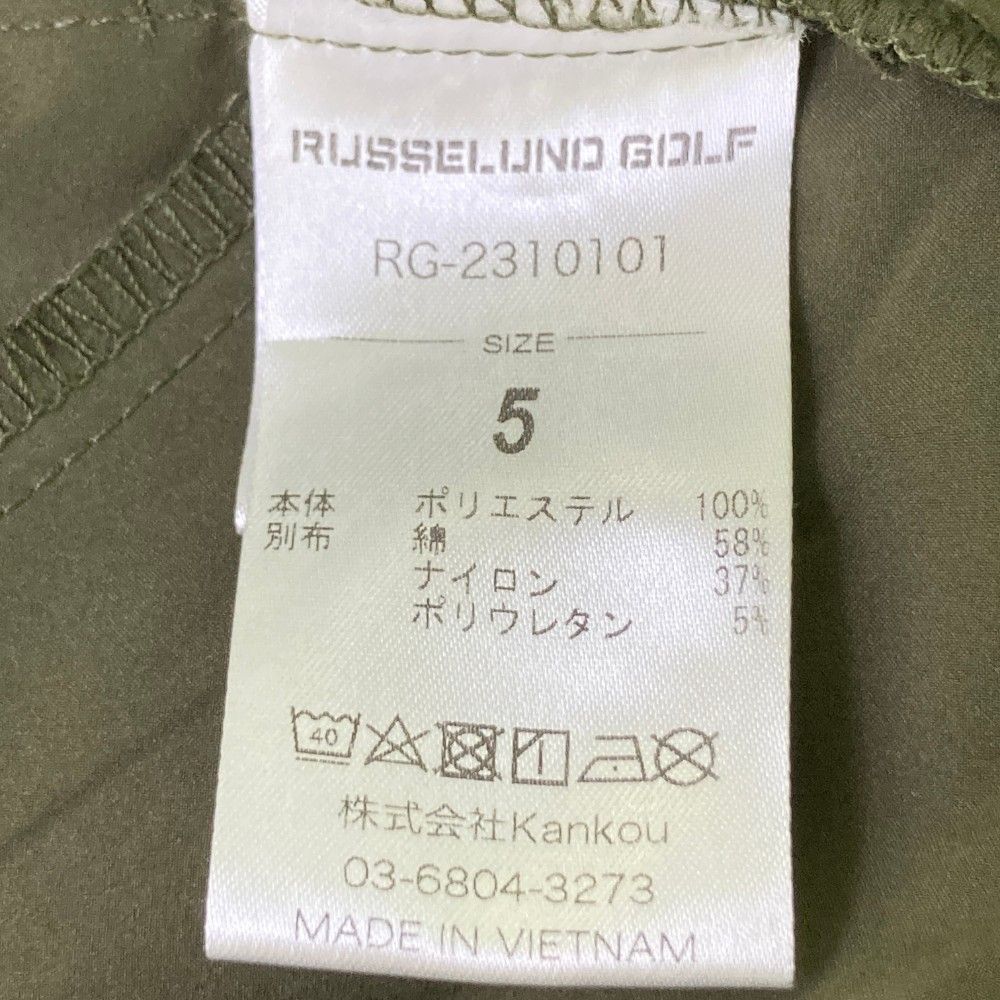 RUSSELUNO GOLF
RG-2310101
SIZE
5
本体 ポリエステル 100%
別布 綿 58%
ナイロン 37%
ポリウレタン 5%
40
株式会社Kankou
03-6804-3273
MADE IN VIETNAM